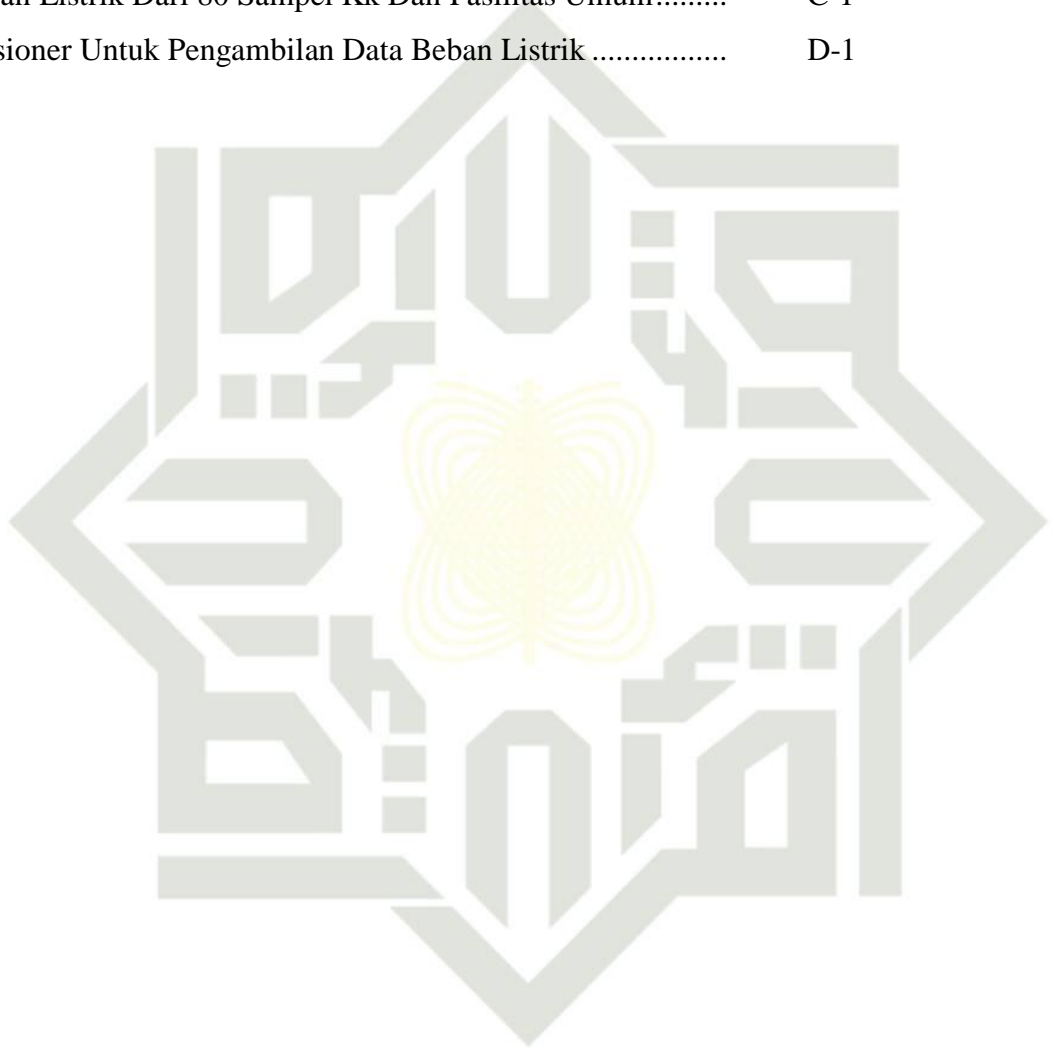 an Listrik Dari 80 Sampel Kk Dan Fasilitas Umum......... C-1
sioner Untuk Pengambilan Data Beban Listrik ................. D-1